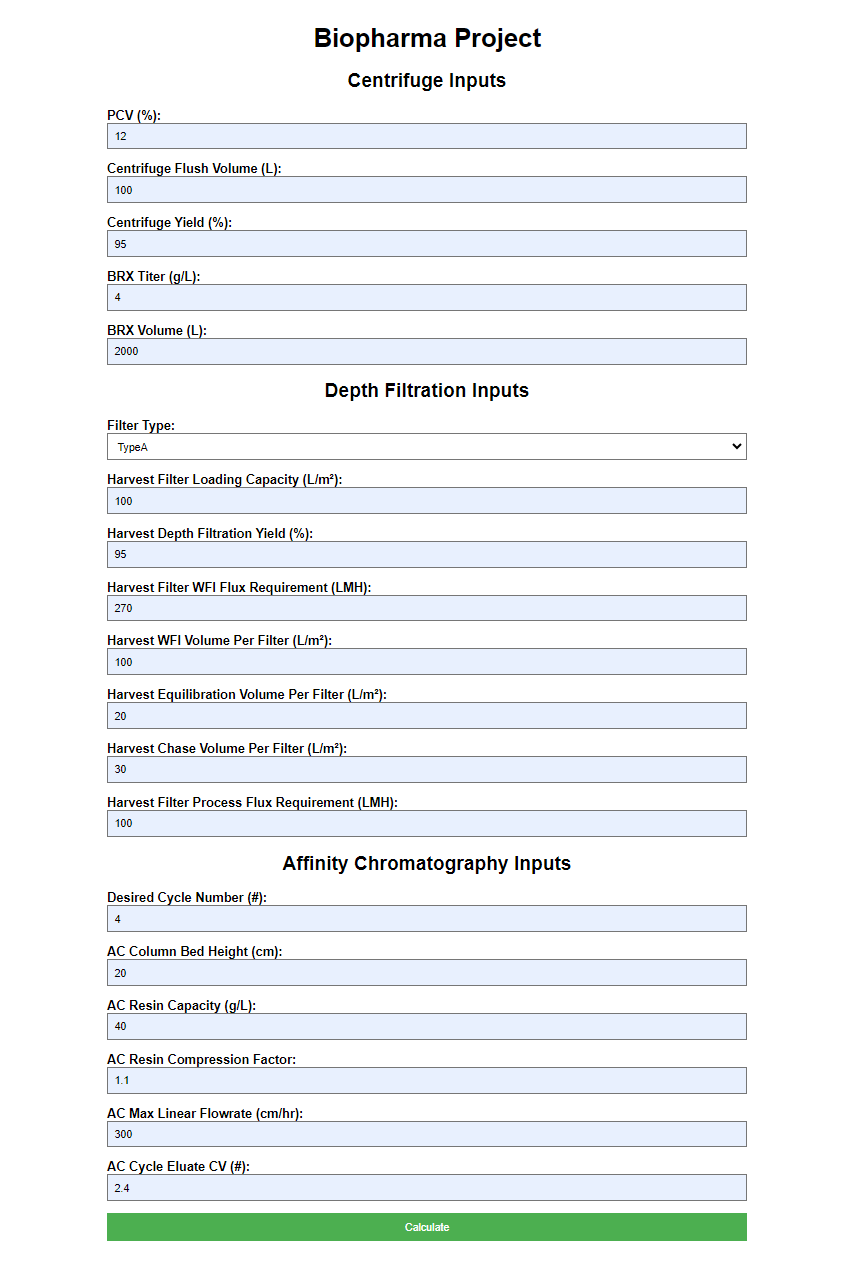 Biopharma Project
Centrifuge Inputs
PCV (%):
12
Centrifuge Flush Volume (L):
100
Centrifuge Yield (%):
95
BRX Titer (g/L):
4
BRX Volume (L):
2000
Depth Filtration Inputs
Filter Type:
TypeA
Harvest Filter Loading Capacity (L/m²):
100
Harvest Depth Filtration Yield (%):
95
Harvest Filter WFI Flux Requirement (LMH):
270
Harvest WFI Volume Per Filter (L/m²):
100
Harvest Equilibration Volume Per Filter (L/m²):
20
Harvest Chase Volume Per Filter (L/m²):
30
Harvest Filter Process Flux Requirement (LMH):
100
Affinity Chromatography Inputs
Desired Cycle Number (#):
4
AC Column Bed Height (cm):
20
AC Resin Capacity (g/L):
40
AC Resin Compression Factor:
1.1
AC Max Linear Flowrate (cm/hr):
300
AC Cycle Eluate CV (#):
2.4
Calculate